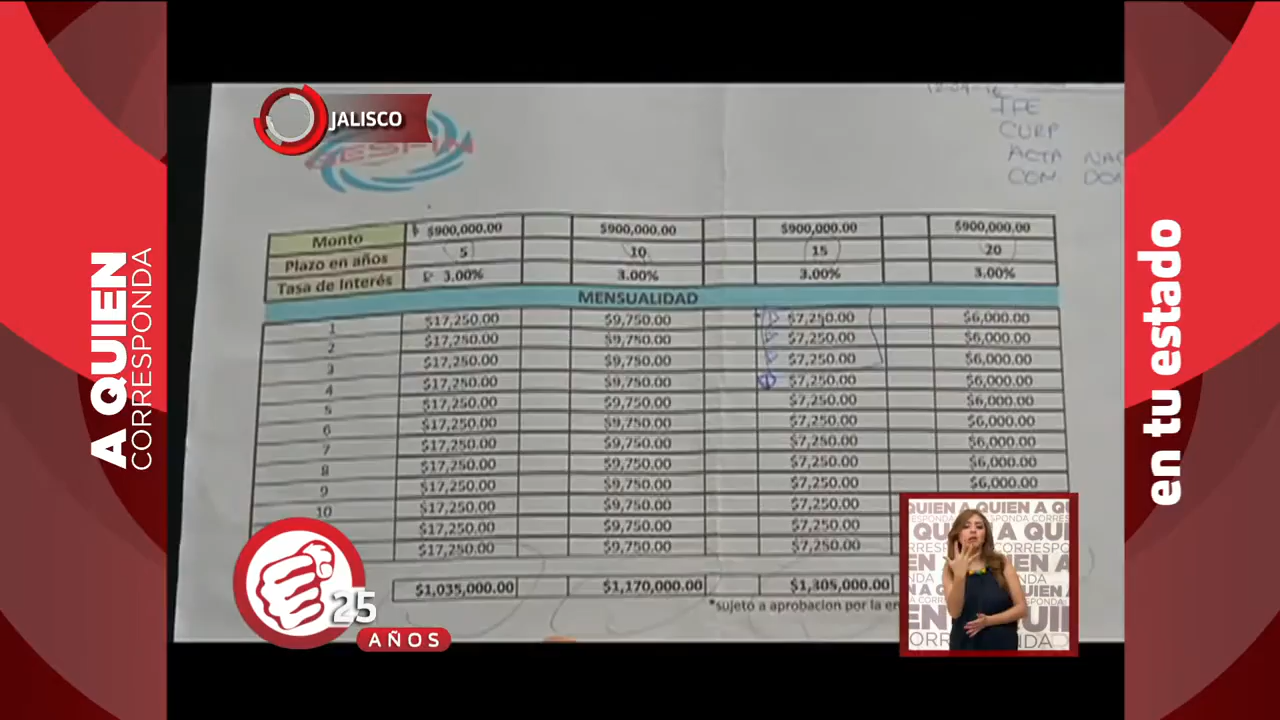 A QUIEN
CORRESPONDA
JALISCO
IFE
CURP
ACTA
CON.
Monto $900,000.00 $900,000.00 $900,000.00 $900,000.00
Plazo en años 5 10 15 20
Tasa de Interés 3.00% 3.00% 3.00% 3.00%
MENSUALIDAD
1 $17,250.00 $9,750.00 $7,250.00 $6,000.00
2 $17,250.00 $9,750.00 $7,250.00 $6,000.00
3 $17,250.00 $9,750.00 $7,250.00 $6,000.00
4 $17,250.00 $9,750.00 $7,250.00 $6,000.00
5 $17,250.00 $9,750.00 $7,250.00 $6,000.00
6 $17,250.00 $9,750.00 $7,250.00 $6,000.00
7 $17,250.00 $9,750.00 $7,250.00 $6,000.00
8 $17,250.00 $9,750.00 $7,250.00 $6,000.00
9 $17,250.00 $9,750.00 $7,250.00 $6,000.00
10 $17,250.00 $9,750.00 $7,250.00
$17,250.00 $9,750.00 $7,250.00
$17,250.00 $9,750.00 $7,250.00
$1,035,000.00 $1,170,000.00 $1,305,000.00
*sujeto a aprobacion por la
25
AÑOS
en tu estado